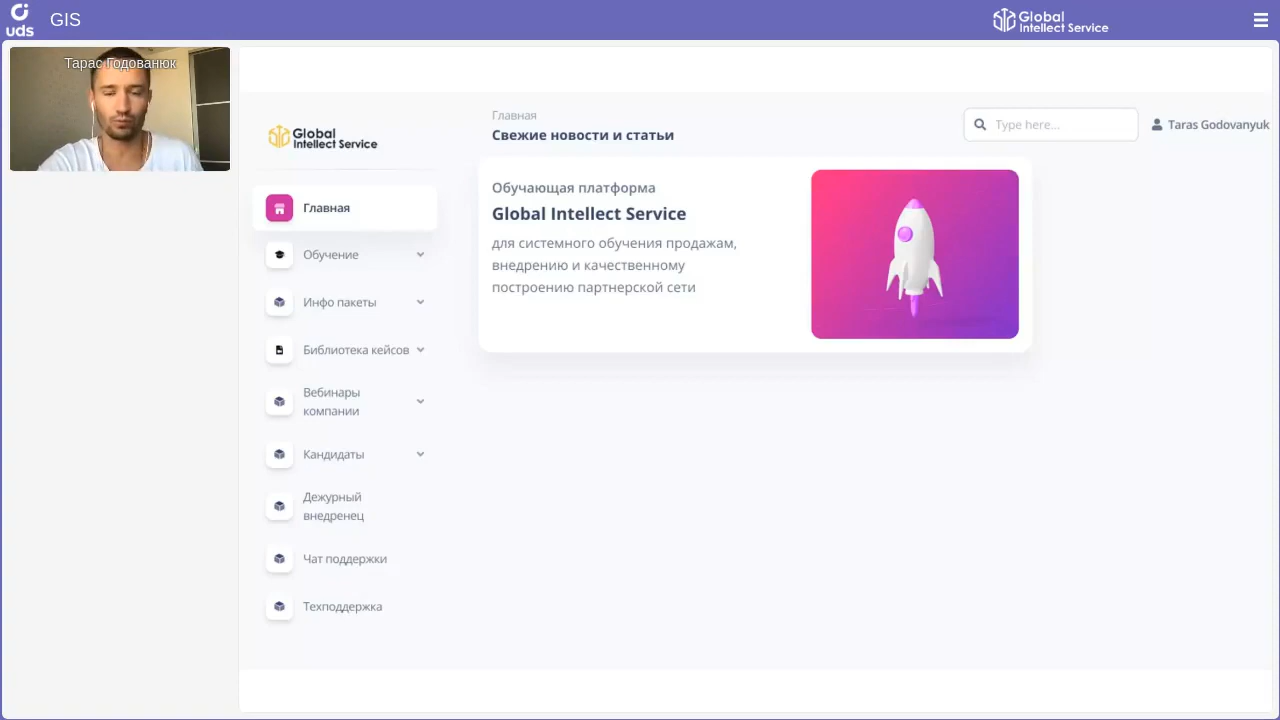 uds
GIS
Global
Intellect Service
Тарас Годованюк
Global
Intellect Service
Главная
Свежие новости и статьи
Type here...
Taras Godovanyuk
Главная
Обучение
Инфо пакеты
Библиотека кейсов
Вебинары
компании
Кандидаты
Дежурный
внедренец
Чат поддержки
Техподдержка
Обучающая платформа
Global Intellect Service
для системного обучения продажам,
внедрению и качественному
построению партнерской сети